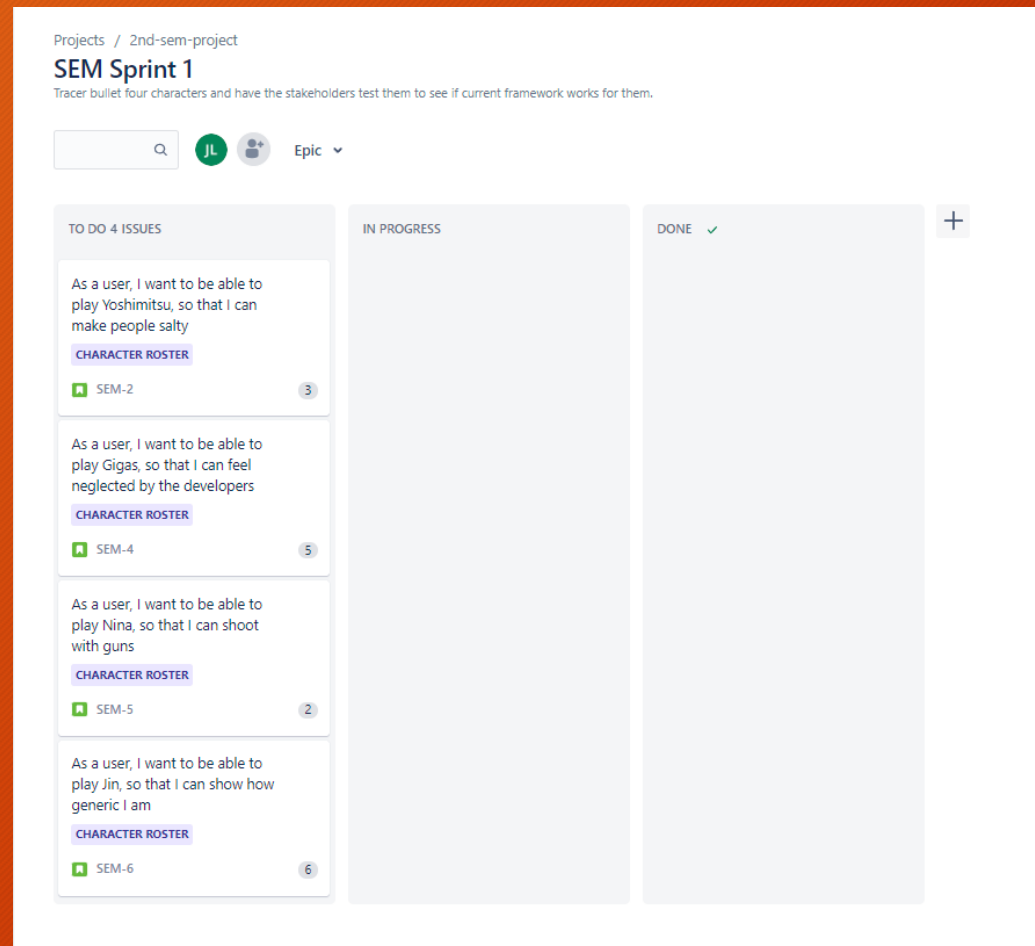 Projects / 2nd-sem-project
SEM Sprint 1
Tracer bullet four characters and have the stakeholders test them to see if current framework works for them.
JL
Epic
TO DO 4 ISSUES
As a user, I want to be able to
play Yoshimitsu, so that I can
make people salty
CHARACTER ROSTER
SEM-2
3
As a user, I want to be able to
play Gigas, so that I can feel
neglected by the developers
CHARACTER ROSTER
SEM-4
5
As a user, I want to be able to
play Nina, so that I can shoot
with guns
CHARACTER ROSTER
SEM-5
2
As a user, I want to be able to
play Jin, so that I can show how
generic I am
CHARACTER ROSTER
SEM-6
6
IN PROGRESS
DONE